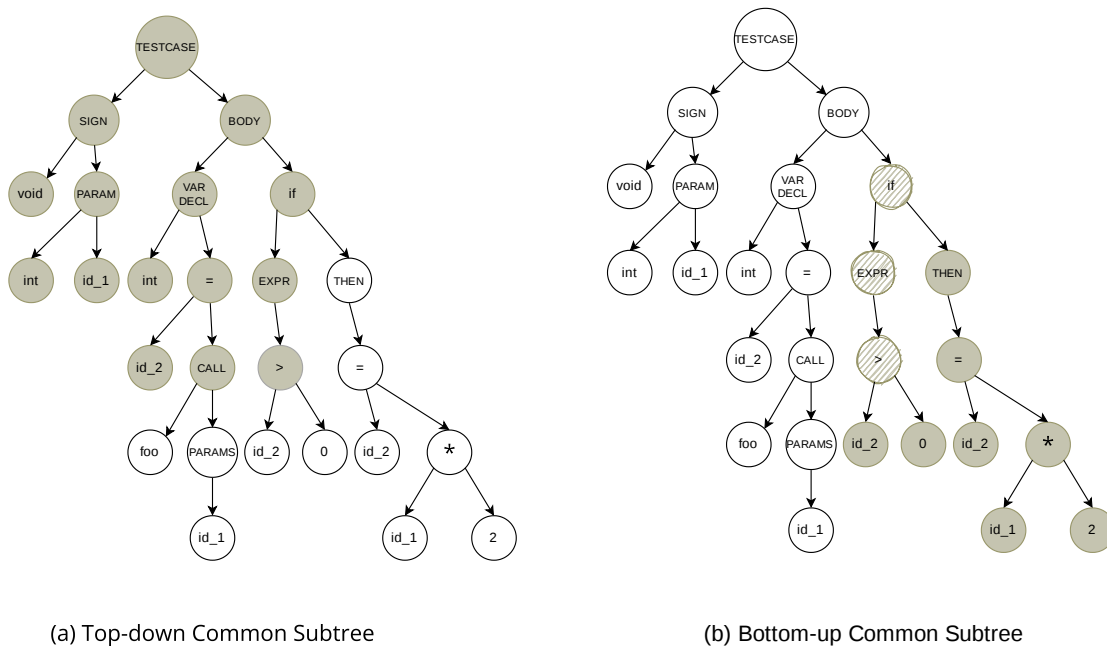 TESTCASE
SIGN
BODY
void
PARAM
VAR
DECL
if
int
id_1
int
=
EXPR
THEN
id_2
CALL
>
=
foo
PARAMS
id_2
0
id_2
*
id_1
id_1
2
(a) Top-down Common Subtree
TESTCASE
SIGN
BODY
void
PARAM
VAR
DECL
if
int
id_1
int
=
EXPR
THEN
id_2
CALL
>
=
foo
PARAMS
id_2
0
id_2
*
id_1
id_1
2
(b) Bottom-up Common Subtree